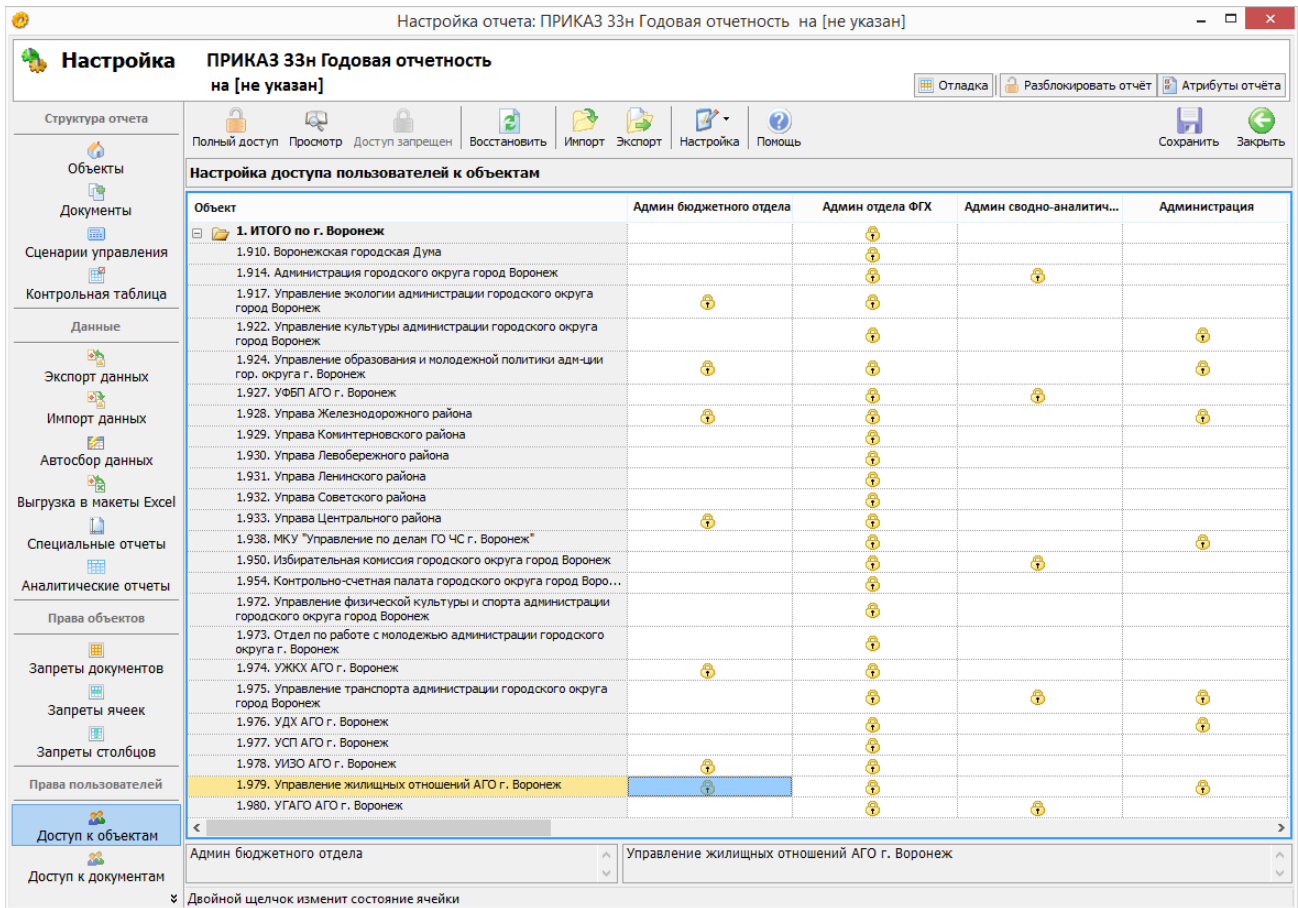 Настройка отчета: ПРИКАЗ 33н Годовая отчетность на [не указан]
Настройка
ПРИКАЗ 33н Годовая отчетность
на [не указан]
Отладка
Разблокировать отчёт
Атрибуты отчёта
Структура отчета
Объекты
Документы
Сценарии управления
Контрольная таблица
Данные
Экспорт данных
Импорт данных
Автосбор данных
Выгрузка в макеты Excel
Специальные отчеты
Аналитические отчеты
Права объектов
Запреты документов
Запреты ячеек
Запреты столбцов
Права пользователей
Доступ к объектам
Доступ к документам
Полный доступ Просмотр Доступ запрещен Восстановить Импорт Экспорт Настройка Помощь Сохранить Закрыть
Настройка доступа пользователей к объектам
Объект Админ бюджетного отдела Админ отдела ФГХ Админ сводно-аналитич... Администрация
1. ИТОГО по г. Воронеж
1.910. Воронежская городская Дума
1.914. Администрация городского округа город Воронеж
1.917. Управление экологии администрации городского округа
город Воронеж
1.922. Управление культуры администрации городского округа
город Воронеж
1.924. Управление образования и молодежной политики адм-ции
гор. округа г. Воронеж
1.927. УФБП АГО г. Воронеж
1.928. Управа Железнодорожного района
1.929. Управа Коминтерновского района
1.930. Управа Левобережного района
1.931. Управа Ленинского района
1.932. Управа Советского района
1.933. Управа Центрального района
1.938. МКУ "Управление по делам ГО ЧС г. Воронеж"
1.950. Избирательная комиссия городского округа город Воронеж
1.954. Контрольно-счетная палата городского округа город Воро...
1.972. Управление физической культуры и спорта администрации
городского округа город Воронеж
1.973. Отдел по работе с молодежью администрации городского
округа г. Воронеж
1.974. УЖКХ АГО г. Воронеж
1.975. Управление транспорта администрации городского округа
город Воронеж
1.976. УДХ АГО г. Воронеж
1.977. УСП АГО г. Воронеж
1.978. УИЗО АГО г. Воронеж
1.979. Управление жилищных отношений АГО г. Воронеж
1.980. УГАГО АГО г. Воронеж
Админ бюджетного отдела
Управление жилищных отношений АГО г. Воронеж
Двойной щелчок изменит состояние ячейки